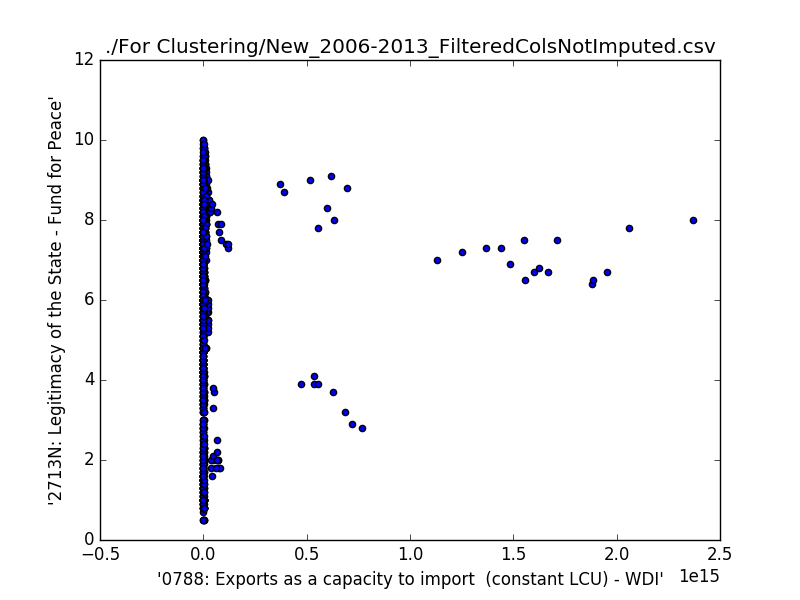 ./For Clustering/New_2006-2013_FilteredColsNotImputed.csv
12
10
8
6
4
2
0
'2713N: Legitimacy of the State - Fund for Peace'
−0.5 0.0 0.5 1.0 1.5 2.0 2.5
1e15
'0788: Exports as a capacity to import  (constant LCU) - WDI'